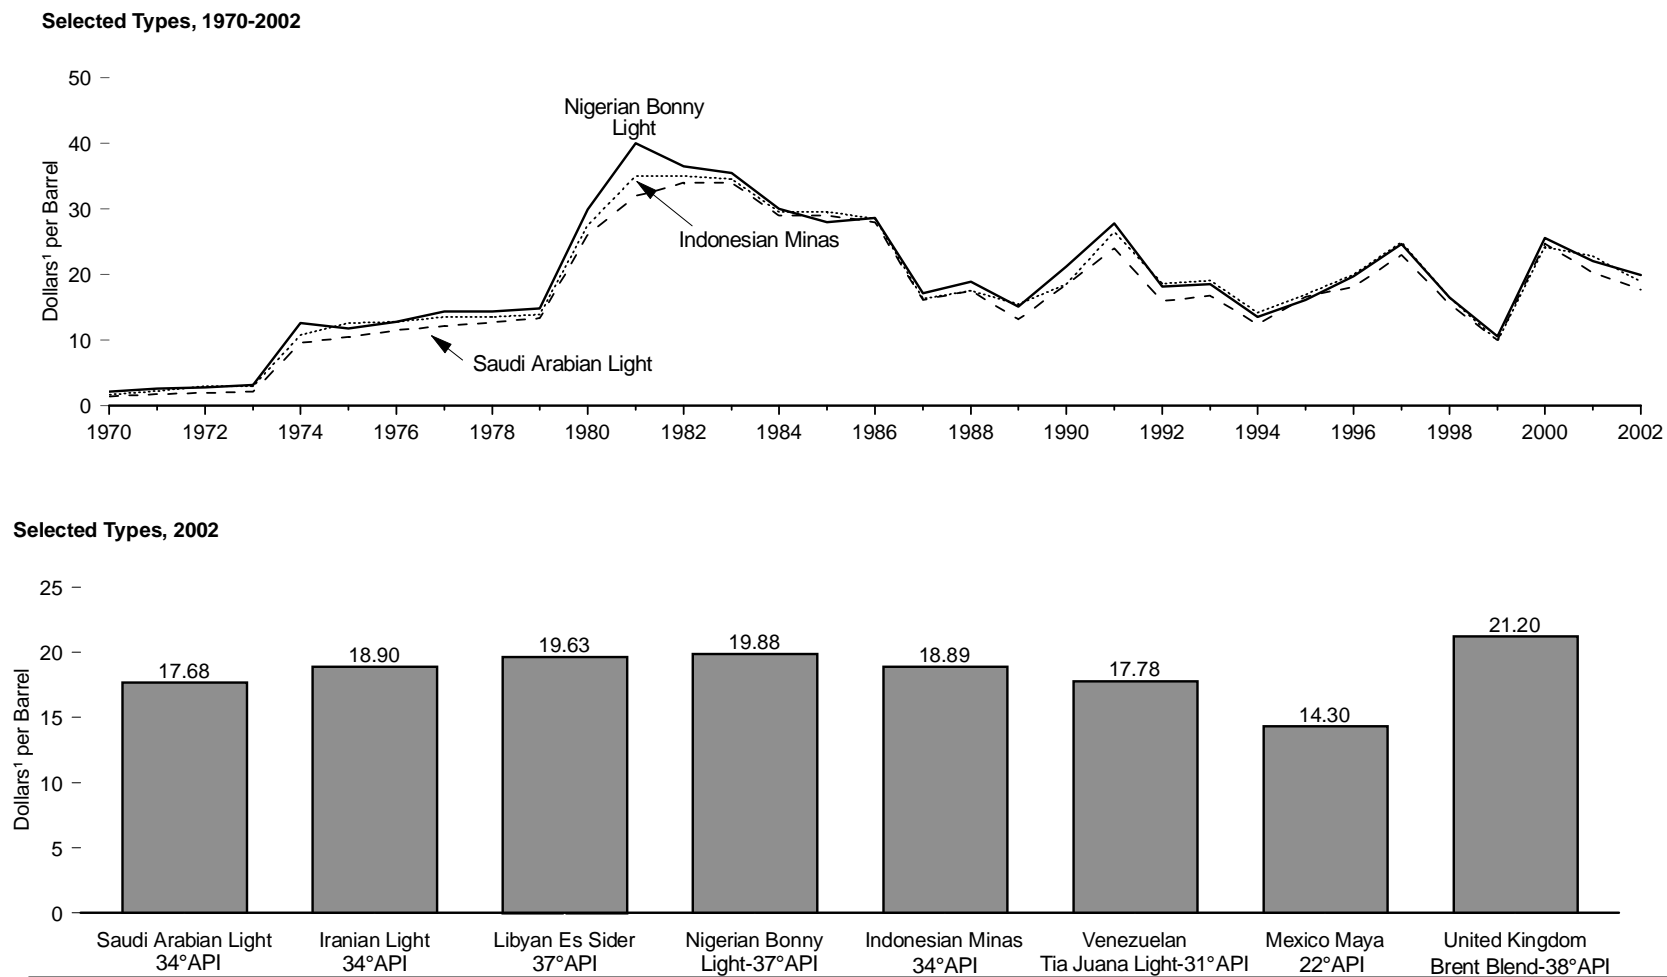 Selected Types, 1970-2002
50
Nigerian Bonny
Light
40
Dollars¹ per Barrel
30
Indonesian Minas
20
10
Saudi Arabian Light
0
1970 1972 1974 1976 1978 1980 1982 1984 1986 1988 1990 1992 1994 1996 1998 2000 2002
Selected Types, 2002
25
20
15
10
5
0
Dollars¹ per Barrel
17.68 18.90 19.63 19.88 18.89 17.78 14.30 21.20
Saudi Arabian Light
34°API
Iranian Light
34°API
Libyan Es Sider
37°API
Nigerian Bonny
Light-37°API
Indonesian Minas
34°API
Venezuelan
Tia Juana Light-31°API
Mexico Maya
22°API
United Kingdom
Brent Blend-38°API